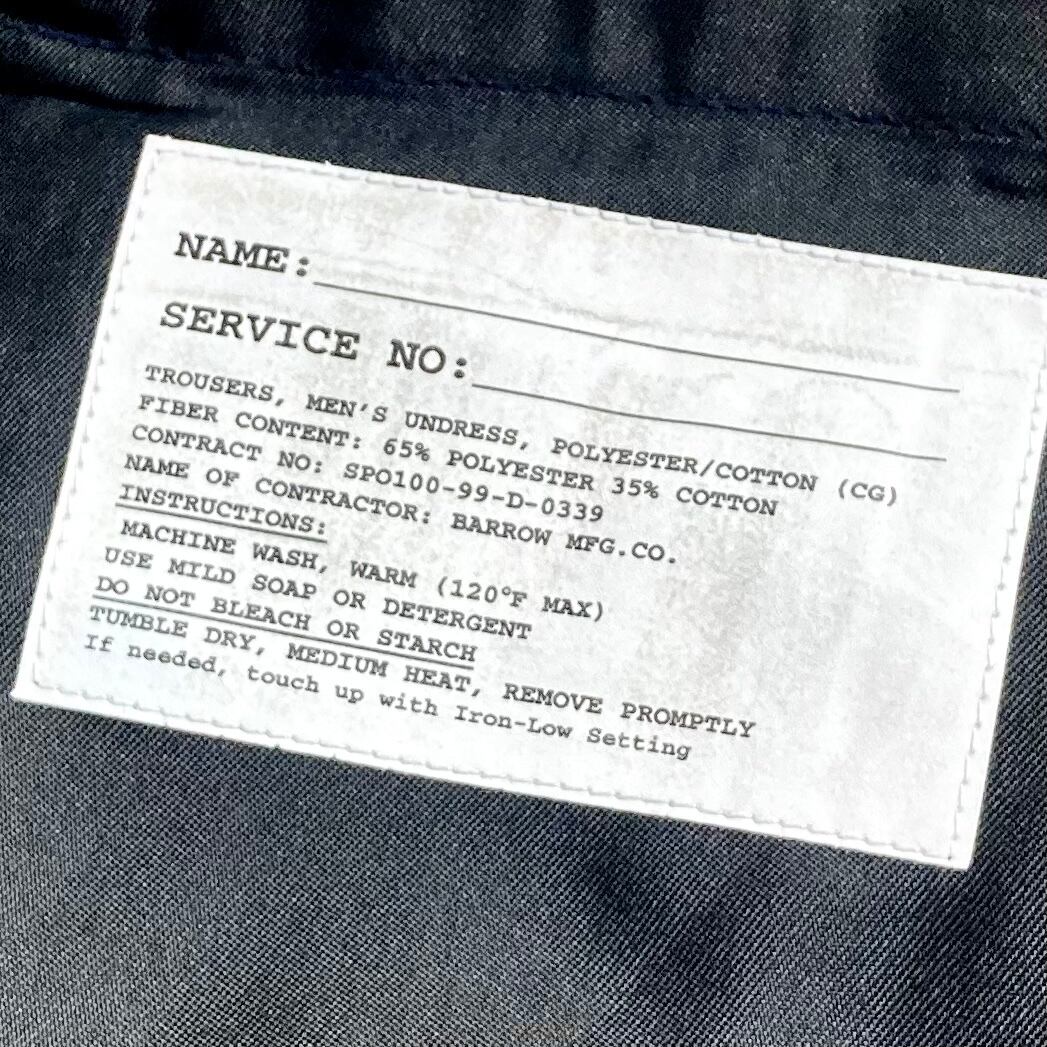 NAME:
SERVICE NO:
TROUSERS, MEN'S UNDRESS, POLYESTER/COTTON (CG)
FIBER CONTENT: 65% POLYESTER 35% COTTON
CONTRACT NO: SPO100-99-D-0339
NAME OF CONTRACTOR: BARROW MFG.CO.
INSTRUCTIONS:
MACHINE WASH, WARM (120°F MAX)
USE MILD SOAP OR DETERGENT
DO NOT BLEACH OR STARCH
TUMBLE DRY, MEDIUM HEAT, REMOVE PROMPTLY
If needed, touch up with Iron-Low Setting